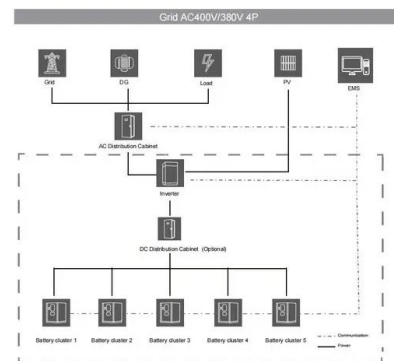 Grid AC400V/380V 4P
Grid
DG
Load
PV
EMS
AC Distribution Cabinet
Inverter
DC Distribution Cabinet (Optional)
Battery cluster 1
Battery cluster 2
Battery cluster 3
Battery cluster 4
Battery cluster 5
Communication
Power